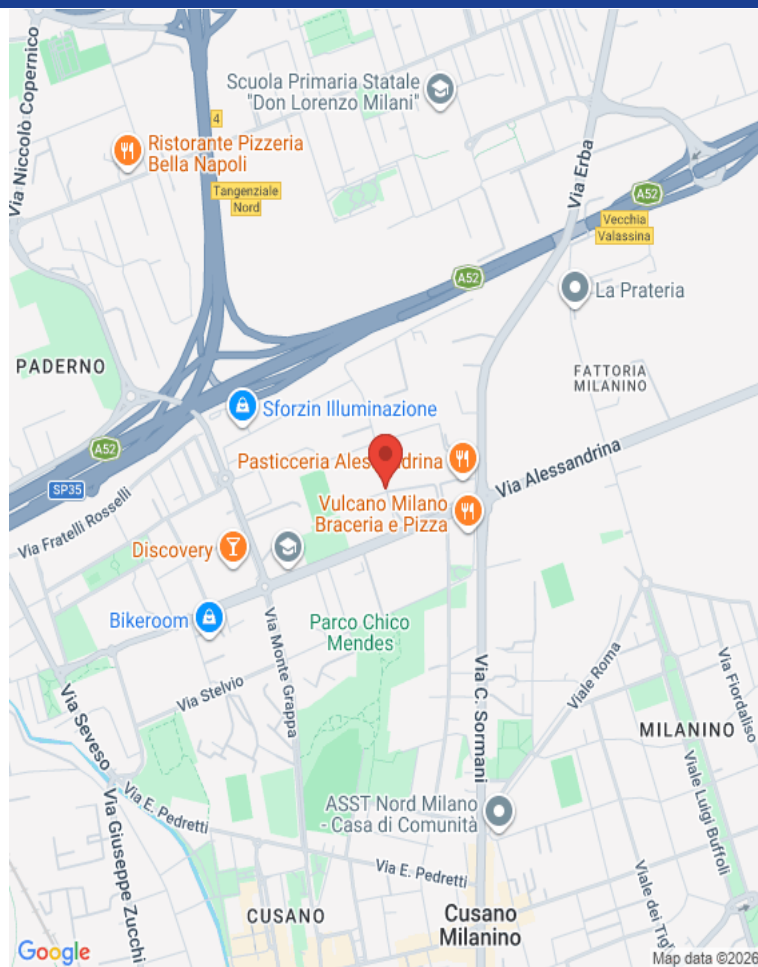 Via Niccolò Copernico
Scuola Primaria Statale
"Don Lorenzo Milani"
4
Ristorante Pizzeria
Bella Napoli
Via Erba
Tangenziale
Nord
A52
Vecchia
Valassina
A52
La Prateria
PADERNO
FATTORIA
MILANINO
Sforzin Illuminazione
A52
Pasticceria Alessandrina
Via Alessandrina
SP35
Vulcano Milano
Braceria e Pizza
Via Fratelli Rosselli
Discovery
Bikeroom
Parco Chico
Mendes
Via Monte Grappa
Via Stelvio
Via Seveso
Via C. Sormani
Viale Roma
Via Fiordaliso
MILANINO
Viale Luigi Buffoli
ASST Nord Milano
- Casa di Comunità
Via E. Pedretti
Via Giuseppe Zucchi
Via E. Pedretti
CUSANO
Cusano
Milanino
Viale dei Tigl
Google
Map data ©2026